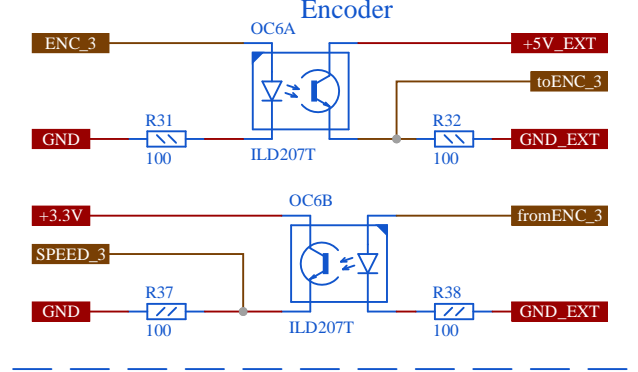 Encoder
OC6A
ENC_3
+5V_EXT
toENC_3
R31
R32
GND
GND_EXT
100
ILD207T
100
OC6B
+3.3V
fromENC_3
SPEED_3
R37
R38
GND
GND_EXT
100
ILD207T
100